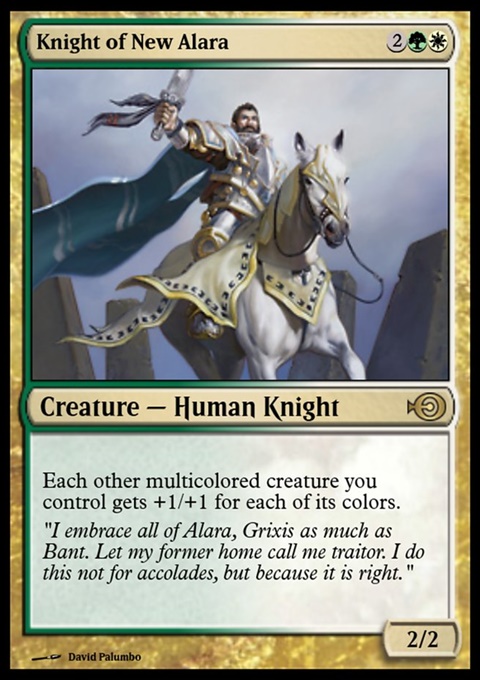 Knight of New Alara 2
Creature — Human Knight
Each other multicolored creature you
control gets +1/+1 for each of its colors.
"I embrace all of Alara, Grixis as much as
Bant. Let my former home call me traitor. I do
this not for accolades, but because it is right."
2/2
David Palumbo